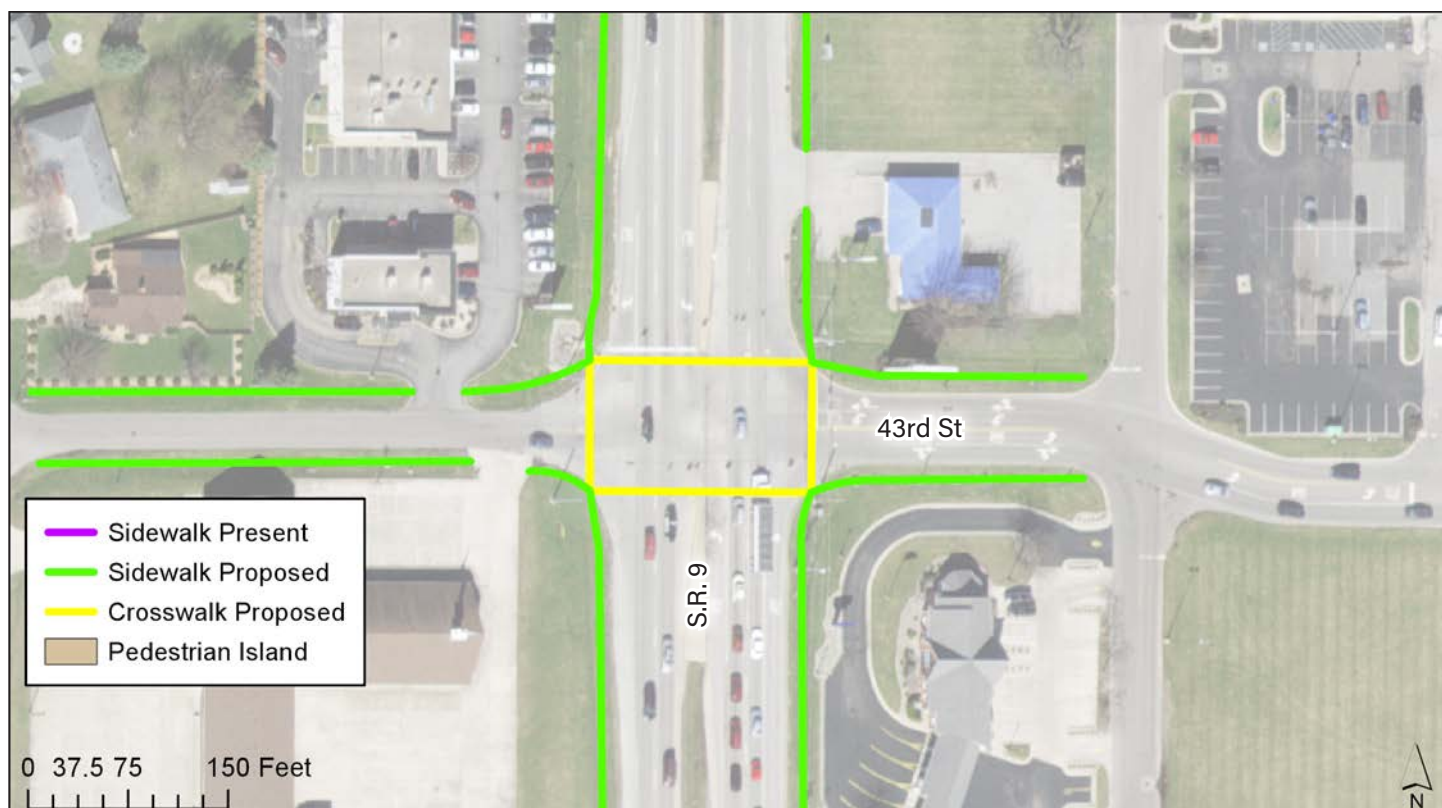 43rd St
S.R. 9
Sidewalk Present
Sidewalk Proposed
Crosswalk Proposed
Pedestrian Island
0 37.5 75 150 Feet
N